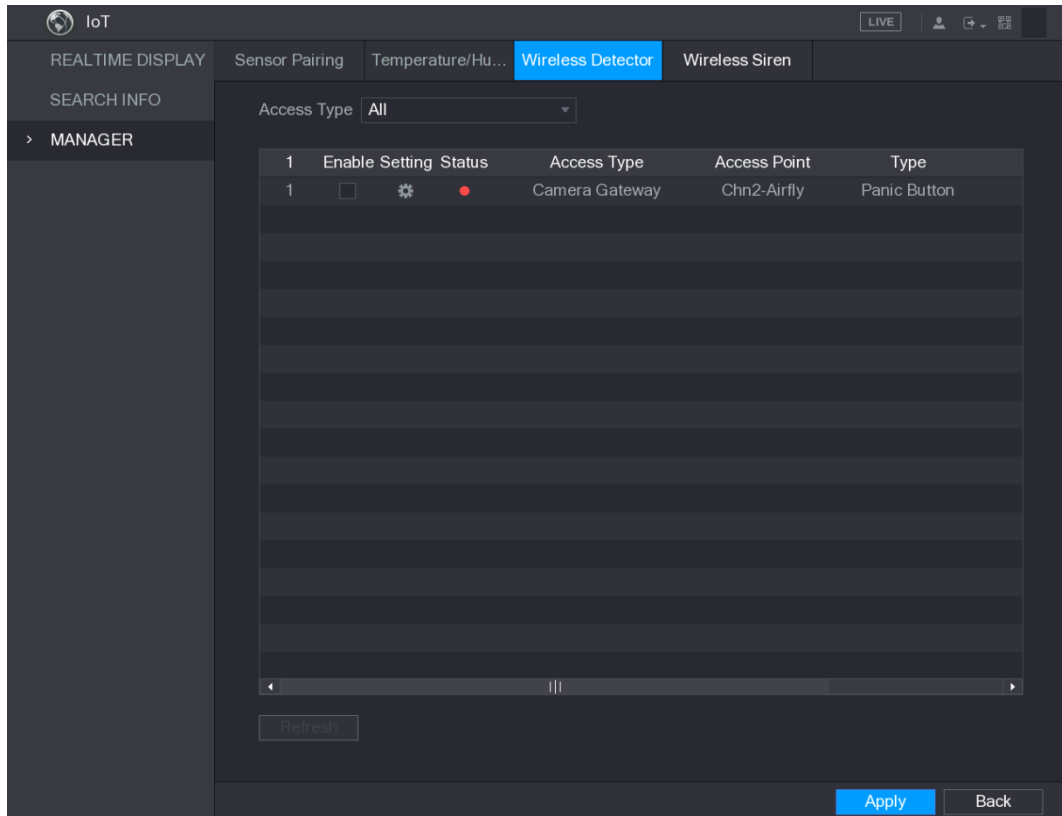 IoT LIVE
REALTIME DISPLAY
SEARCH INFO
MANAGER
Sensor Pairing Temperature/Hu... Wireless Detector Wireless Siren
Access Type All
1 Enable Setting Status Access Type Access Point Type
1 Camera Gateway Chn2-Airfly Panic Button
Refresh
Apply Back